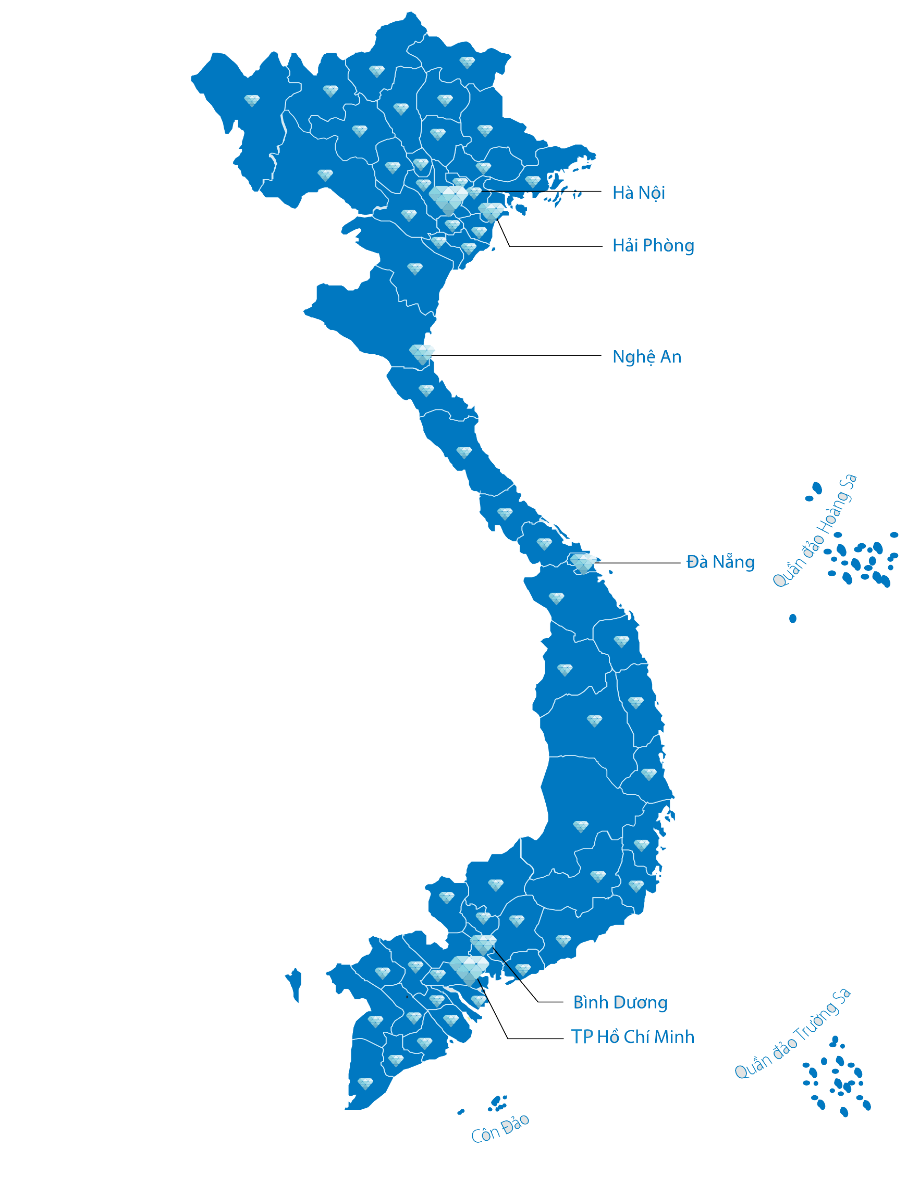 Hà Nội
Hải Phòng
Nghệ An
Quần đảo Hoàng Sa
Đà Nẵng
Bình Dương
TP Hồ Chí Minh
Quần đảo Trường Sa
Côn Đảo